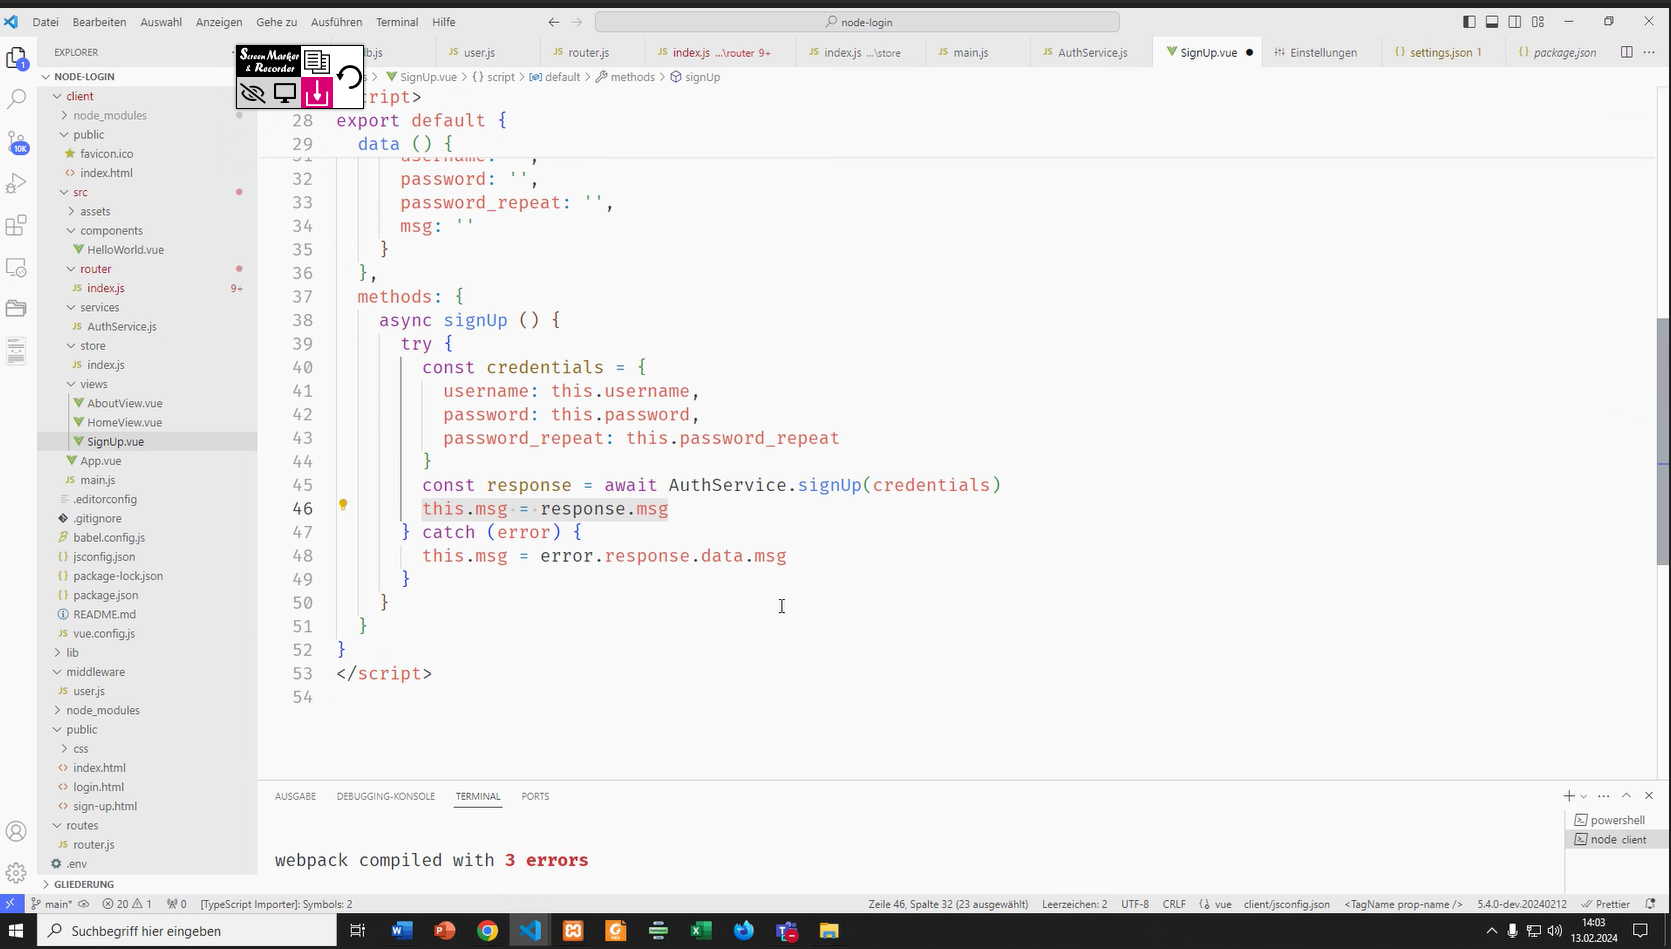 Datei Bearbeiten Auswahl Anzeigen Gehe zu Ausführen Terminal Hilfe
node-login
EXPLORER
Screen Marker
& Recorder
db.js
user.js
router.js
index.js ...\router 9+
index.js ...\store
main.js
AuthService.js
SignUp.vue
Einstellungen
settings.json 1
package.json
SignUp.vue > {} script > default > methods > signUp
NODE-LOGIN
client
node_modules
public
favicon.ico
index.html
src
assets
components
HelloWorld.vue
router
index.js 9+
services
AuthService.js
store
index.js
views
AboutView.vue
HomeView.vue
SignUp.vue
App.vue
main.js
.editorconfig
.gitignore
babel.config.js
jsconfig.json
package-lock.json
package.json
README.md
vue.config.js
lib
middleware
user.js
node_modules
public
css
index.html
login.html
sign-up.html
routes
router.js
.env
GLIEDERUNG
1
10K
cript>
28 export default {
29 data () {
31 username: '',
32 password: '',
33 password_repeat: '',
34 msg: ''
35 }
36 },
37 methods: {
38 async signUp () {
39 try {
40 const credentials = {
41 username: this.username,
42 password: this.password,
43 password_repeat: this.password_repeat
44 }
45 const response = await AuthService.signUp(credentials)
46 this.msg = response.msg
47 } catch (error) {
48 this.msg = error.response.data.msg
49 }
50 }
51 }
52 }
53 </script>
54
AUSGABE DEBUGGING-KONSOLE TERMINAL PORTS
powershell
node client
webpack compiled with 3 errors
main* 20 1 0 [TypeScript Importer]: Symbols: 2
Zeile 46, Spalte 32 (23 ausgewählt) Leerzeichen: 2 UTF-8 CRLF {} vue client/jsconfig.json <TagName prop-name /> 5.4.0-dev.20240212 Prettier
Suchbegriff hier eingeben
14:03
13.02.2024